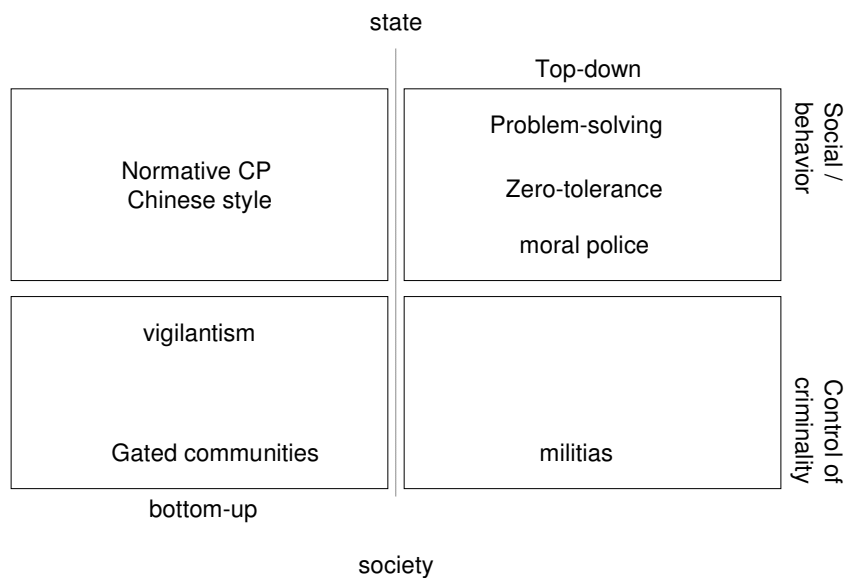 state
Top-down
Normative CP
Chinese style
Problem-solving
Zero-tolerance
moral police
Social /
behavior
vigilantism
Gated communities
militias
Control of
criminality
bottom-up
society